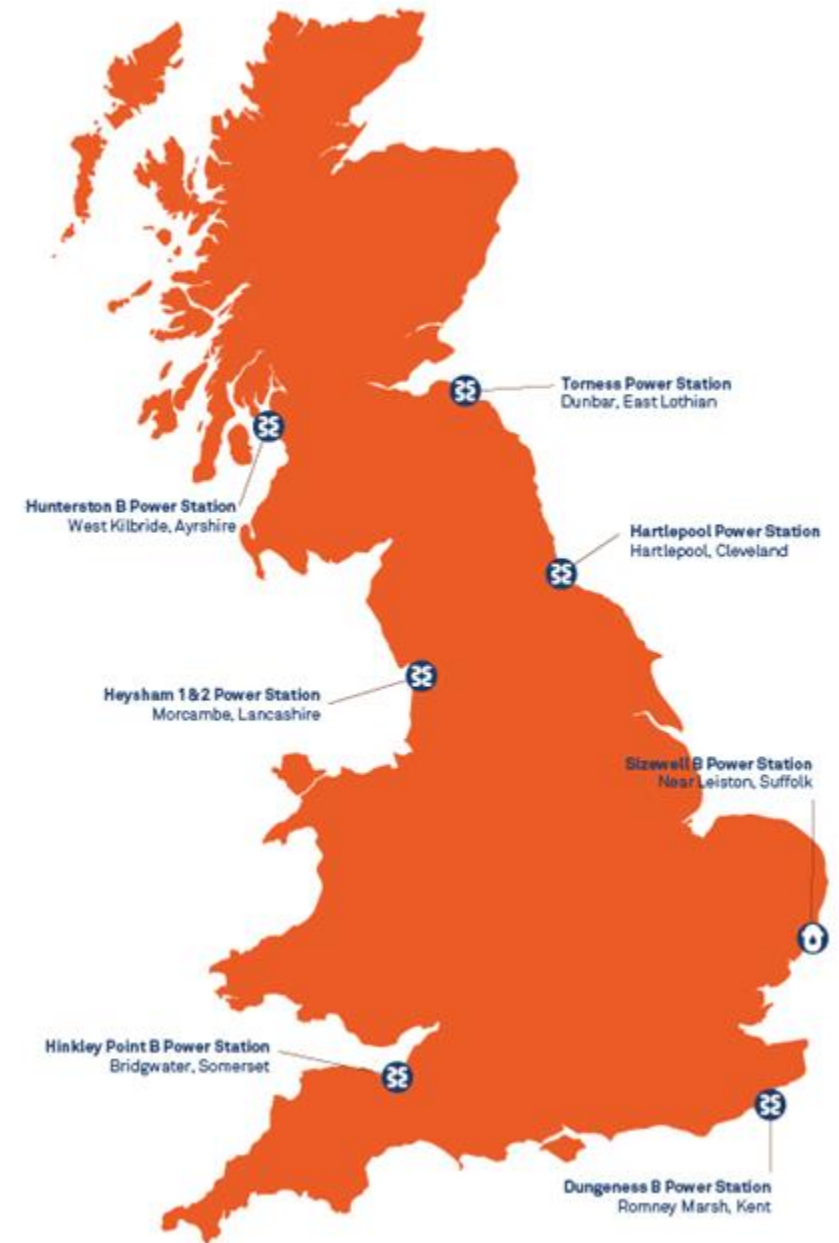 Torness Power Station
Dunbar, East Lothian
Hunterston B Power Station
West Kilbride, Ayrshire
Hartlepool Power Station
Hartlepool, Cleveland
Heysham 1&2 Power Station
Morcambe, Lancashire
Sizewell B Power Station
Near Leiston, Suffolk
Hinkley Point B Power Station
Bridgwater, Somerset
Dungeness B Power Station
Romney Marsh, Kent